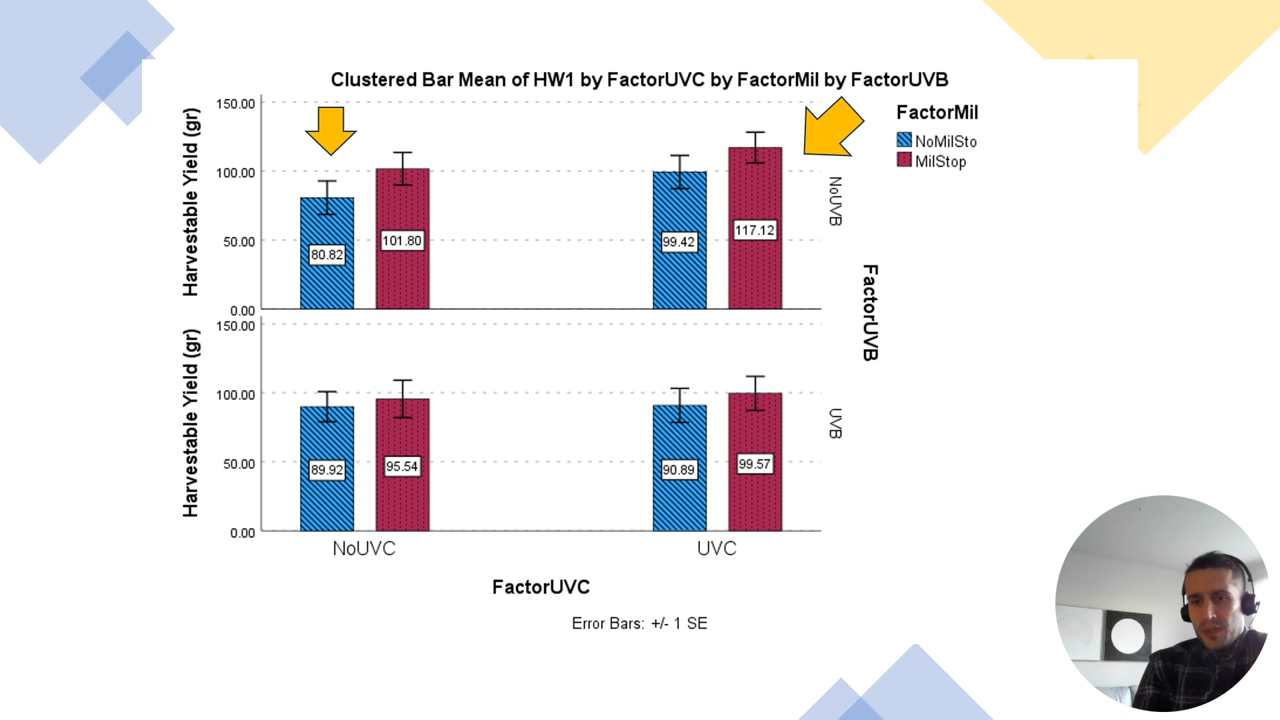 Clustered Bar Mean of HW1 by FactorUVC by FactorMil by FactorUVB
Harvestable Yield (gr)
150.00
100.00
50.00
0.00
80.82
101.80
99.42
117.12
NoUVB
FactorMil
NoMilSto
MilStop
FactorUVB
Harvestable Yield (gr)
150.00
100.00
50.00
0.00
89.92
95.54
90.89
99.57
UVB
NoUVC
UVC
FactorUVC
Error Bars: +/- 1 SE